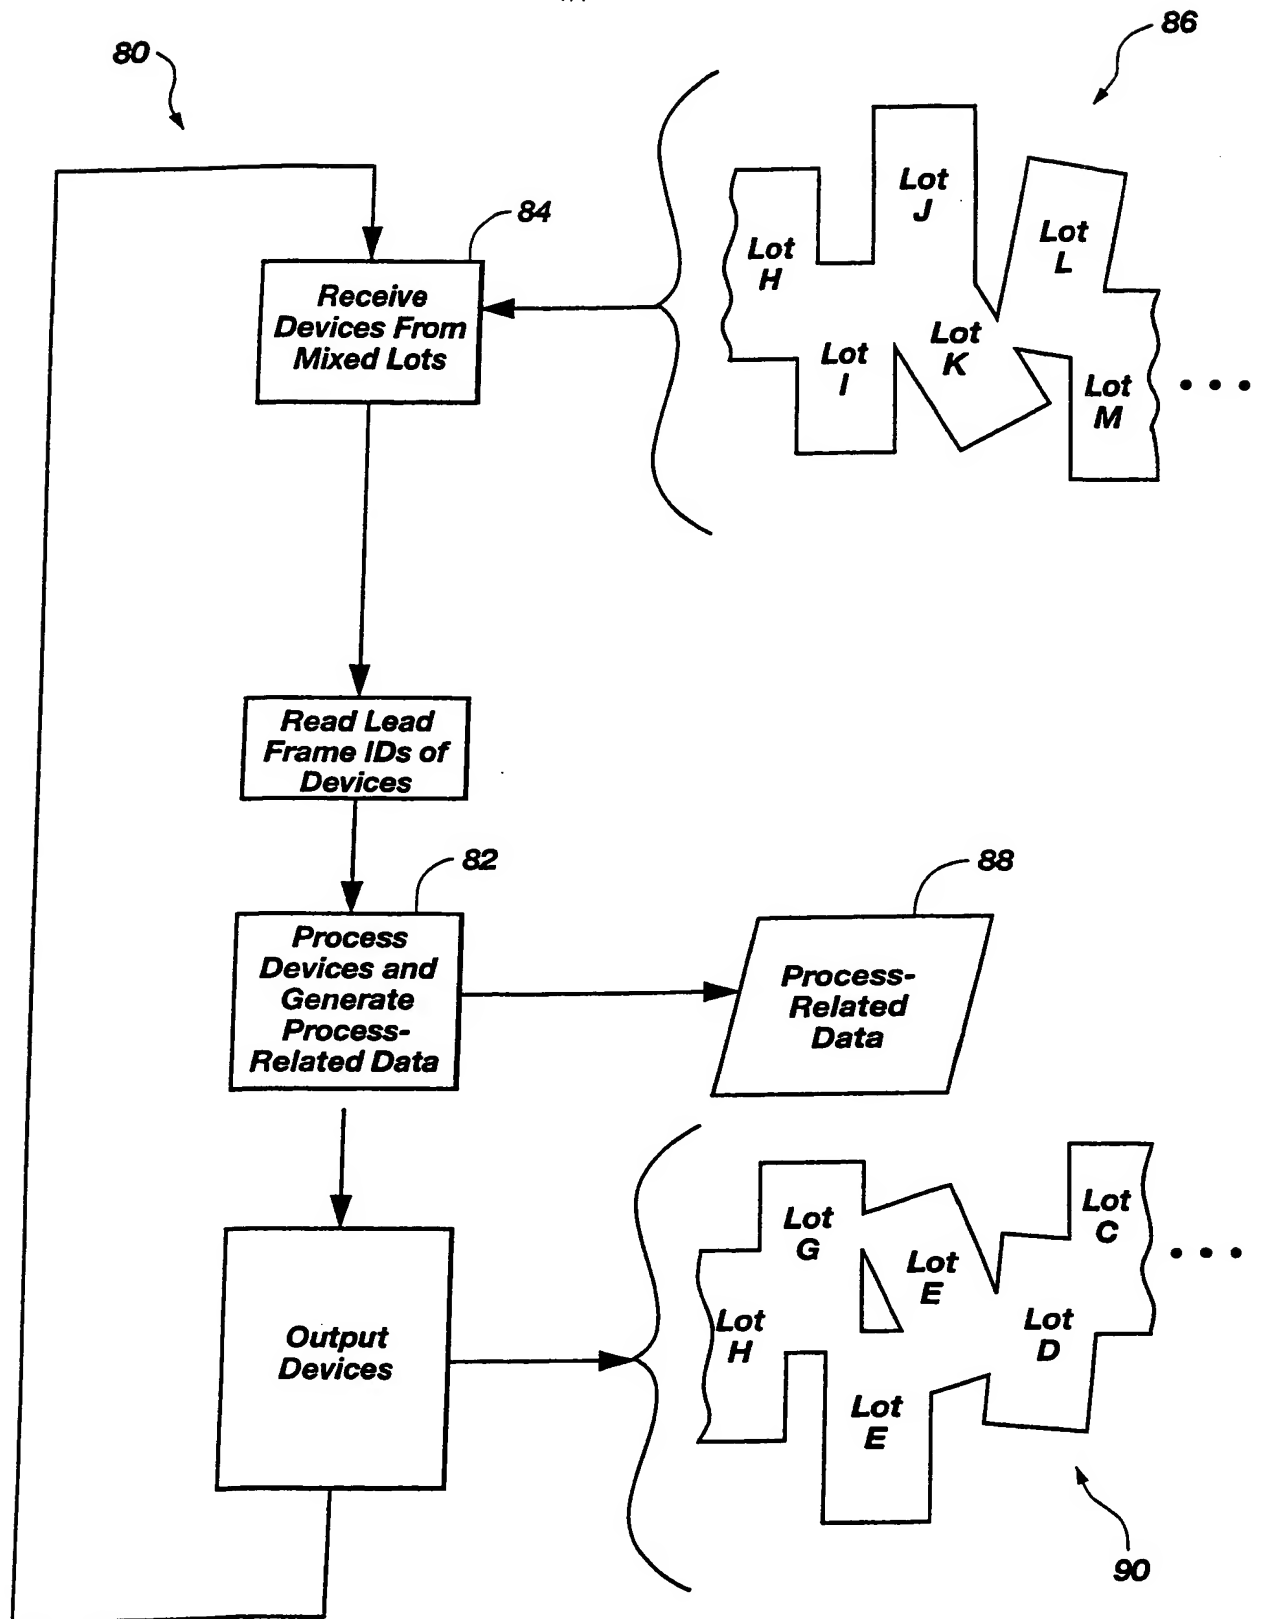 80
86
84
Receive
Devices From
Mixed Lots
Lot
H
Lot
J
Lot
L
Lot
I
Lot
K
Lot
M
• • •
Read Lead
Frame IDs of
Devices
82
Process
Devices and
Generate
Process-
Related Data
88
Process-
Related
Data
Output
Devices
Lot
G
Lot
E
Lot
C
Lot
H
Lot
E
Lot
D
• • •
90